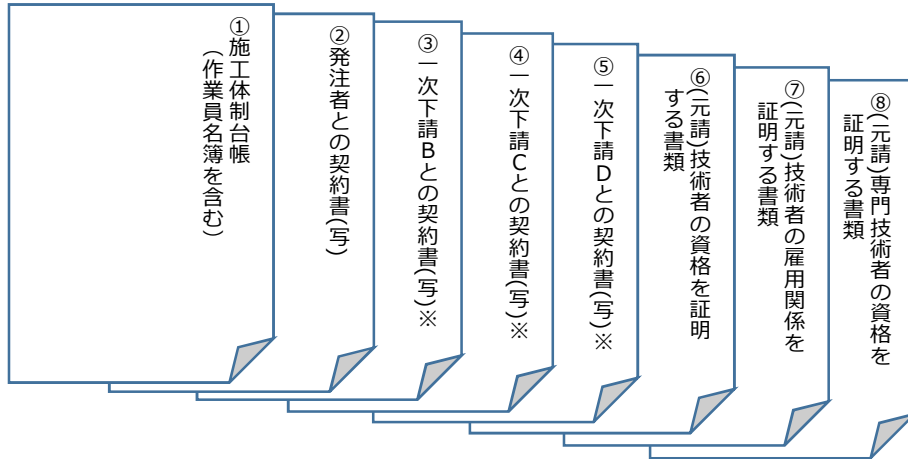 ①施工体制台帳
(作業員名簿を含む)
②発注者との契約書(写)
③一次下請Bとの契約書(写)※
④一次下請Cとの契約書(写)※
⑤一次下請Dとの契約書(写)※
⑥(元請)技術者の資格を証明
する書類
⑦(元請)技術者の雇用関係を
証明する書類
⑧(元請)専門技術者の資格を
証明する書類